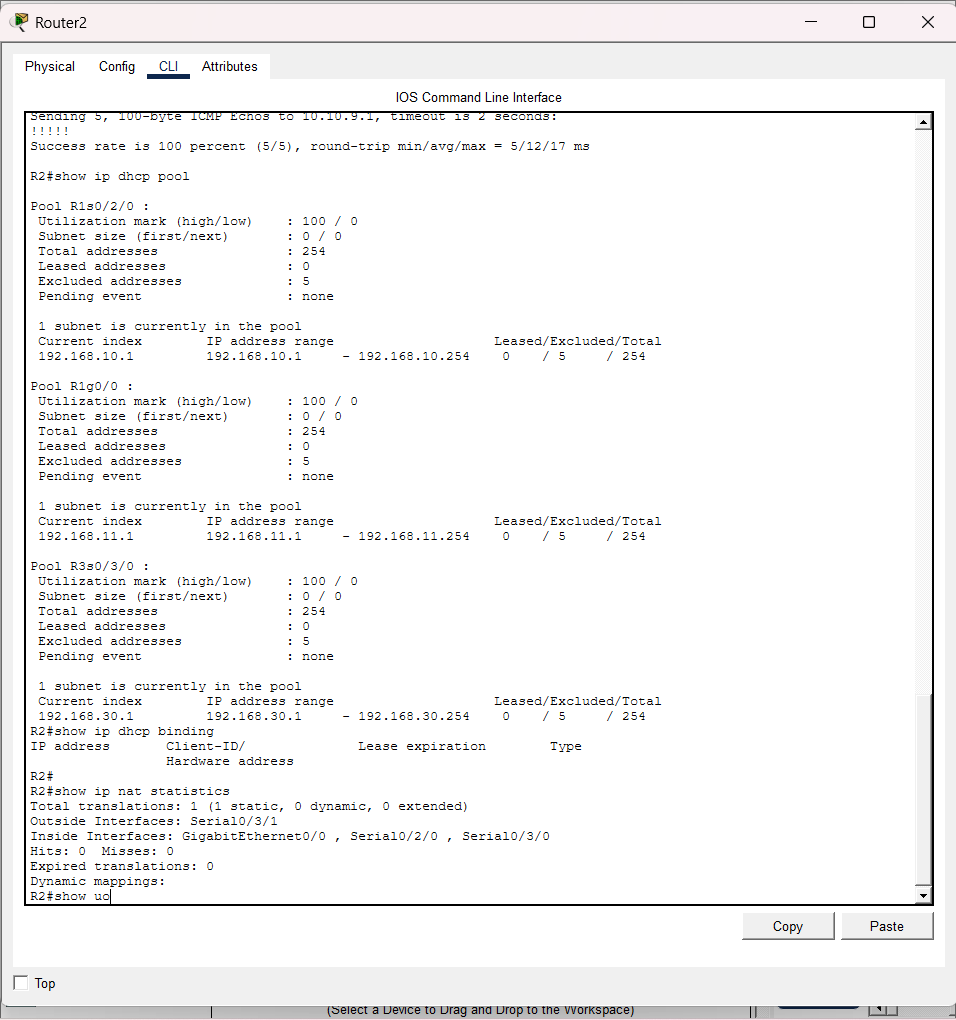 Router2
Physical Config CLI Attributes
IOS Command Line Interface
Sending 5, 100-byte ICMP Echos to 10.10.9.1, timeout is 2 seconds:
!!!!!
Success rate is 100 percent (5/5), round-trip min/avg/max = 5/12/17 ms
R2#show ip dhcp pool
Pool R1s0/2/0 :
Utilization mark (high/low) : 100 / 0
Subnet size (first/next) : 0 / 0
Total addresses : 254
Leased addresses : 0
Excluded addresses : 5
Pending event : none
1 subnet is currently in the pool
Current index IP address range Leased/Excluded/Total
192.168.10.1 192.168.10.1 - 192.168.10.254 0 / 5 / 254
Pool R1g0/0 :
Utilization mark (high/low) : 100 / 0
Subnet size (first/next) : 0 / 0
Total addresses : 254
Leased addresses : 0
Excluded addresses : 5
Pending event : none
1 subnet is currently in the pool
Current index IP address range Leased/Excluded/Total
192.168.11.1 192.168.11.1 - 192.168.11.254 0 / 5 / 254
Pool R3s0/3/0 :
Utilization mark (high/low) : 100 / 0
Subnet size (first/next) : 0 / 0
Total addresses : 254
Leased addresses : 0
Excluded addresses : 5
Pending event : none
1 subnet is currently in the pool
Current index IP address range Leased/Excluded/Total
192.168.30.1 192.168.30.1 - 192.168.30.254 0 / 5 / 254
R2#show ip dhcp binding
IP address Client-ID/ Lease expiration Type
Hardware address
R2#
R2#show ip nat statistics
Total translations: 1 (1 static, 0 dynamic, 0 extended)
Outside Interfaces: Serial0/3/1
Inside Interfaces: GigabitEthernet0/0 , Serial0/2/0 , Serial0/3/0
Hits: 0 Misses: 0
Expired translations: 0
Dynamic mappings:
R2#show uo
Copy Paste
Top
(Select a Device to Drag and Drop to the Workspace)